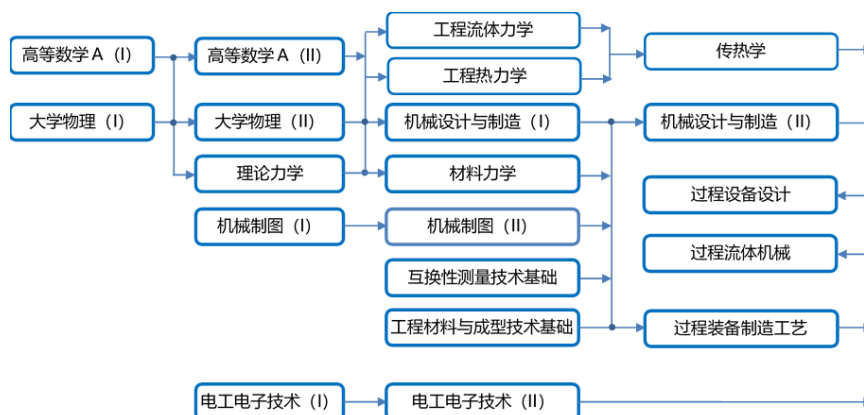 工程流体力学
高等数学A（I）
高等数学A（II）
传热学
工程热力学
大学物理（I）
大学物理（II）
机械设计与制造（I）
机械设计与制造（II）
理论力学
材料力学
过程设备设计
机械制图（I）
机械制图（II）
过程流体机械
互换性测量技术基础
工程材料与成型技术基础
过程装备制造工艺
电工电子技术（I）
电工电子技术（II）